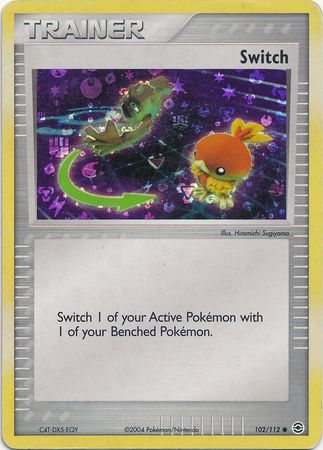 TRAINER
Switch
Illus. Hiromichi Sugiyama
Switch 1 of your Active Pokémon with
1 of your Benched Pokémon.
C4T-DX5-EQY
©2004 Pokémon/Nintendo
102/112